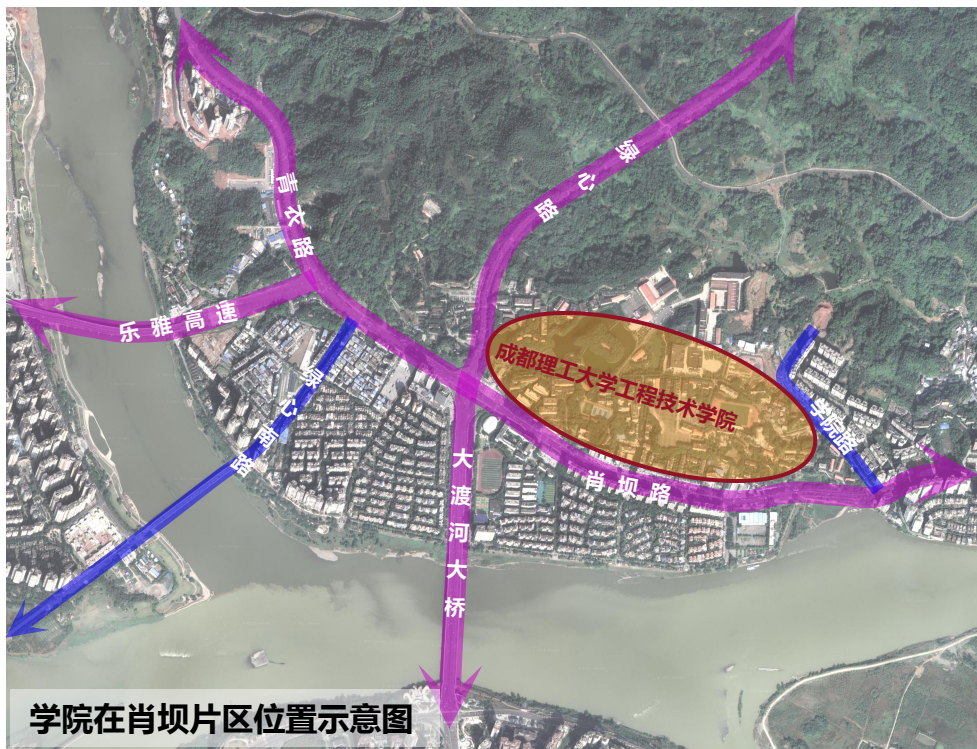 绿心路
青衣路
乐雅高速
绿心南路
成都理工大学工程技术学院
学院路
肖坝路
大渡河大桥
学院在肖坝片区位置示意图